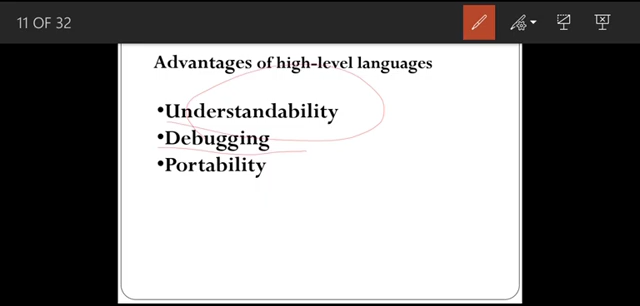 11 OF 32
Advantages of high-level languages
•Understandability
•Debugging
•Portability